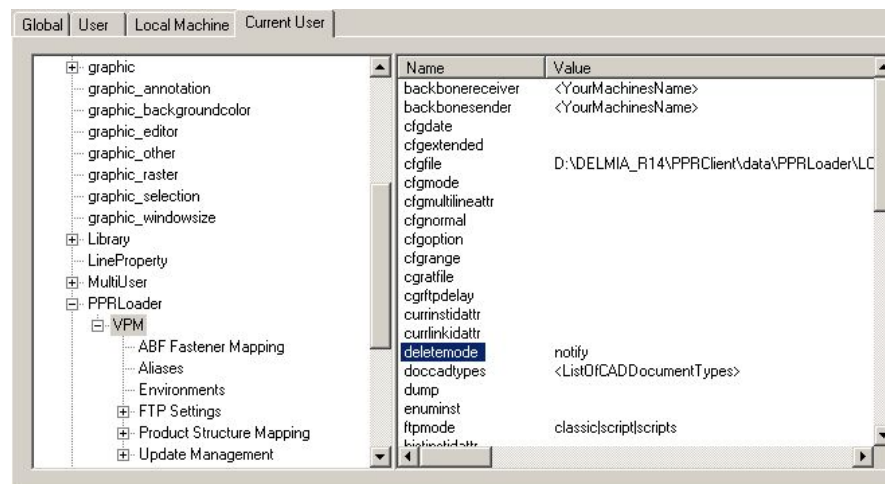 Global User Local Machine Current User
graphic
graphic_annotation
graphic_backgroundcolor
graphic_editor
graphic_other
graphic_raster
graphic_selection
graphic_windowsize
Library
LineProperty
MultiUser
PPRLoader
VPM
ABF Fastener Mapping
Aliases
Environments
FTP Settings
Product Structure Mapping
Update Management
Name Value
backbonereceiver <YourMachinesName>
backbonesender <YourMachinesName>
cfgdate
cfgextended
cfgfile D:\DELMIA_R14\PPRClient\data\PPRLoader\LC
cfgmode
cfgmultilineattr
cfgnormal
cfgoption
cfgrange
cgratfile
cgrftpdelay
currinstidattr
currlinkidattr
deletemode notify
doccadtypes <ListOfCADDocumentTypes>
dump
enuminst
ftpmode classic|script|scripts